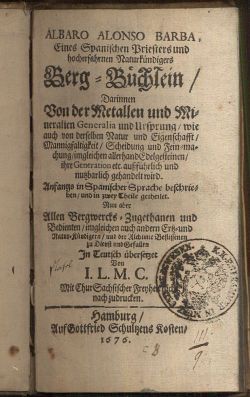 ALBARO ALONSO BARBA,
Eines Spanischen Priesters und
hocherfahrnen Naturkündigers
Berg-Büchlein/
Darinnen
Von der Metallen und Mi-
neralien Generalia und Ursprung/ wie
auch von derselben Natur und Eigenschafft/
Mannigfaltigkeit/ Scheidung und Fein-ma-
chung/ imgleichen allerhand Edelgesteinen/
ihre Generation etc. außführlich und
nutzbarlich gehandelt wird.
Anfangs in Spanischer Sprache beschrie-
ben/ und in zwey Theile getheilet.
Nun aber
Allen Bergwercks-Zugethanen und
Bedienten/ imgleichen auch andern Ertz- und
Natur-Kündigern/ und der Alchimie Beflissenen
zu Dienst und Gefallen
In Teutsch übersetzet
Von
I. L. M. C.
Mit Chur Sächsischer Freyheit
nach zudrucken.
Hamburg/
Auf Gottfried Schultzens Kosten/
1676.